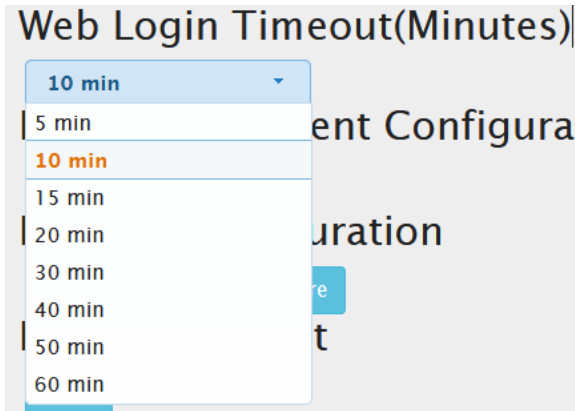 Web Login Timeout(Minutes)
10 min
5 min
ent Configura
10 min
15 min
20 min
uration
30 min
re
40 min
t
50 min
60 min